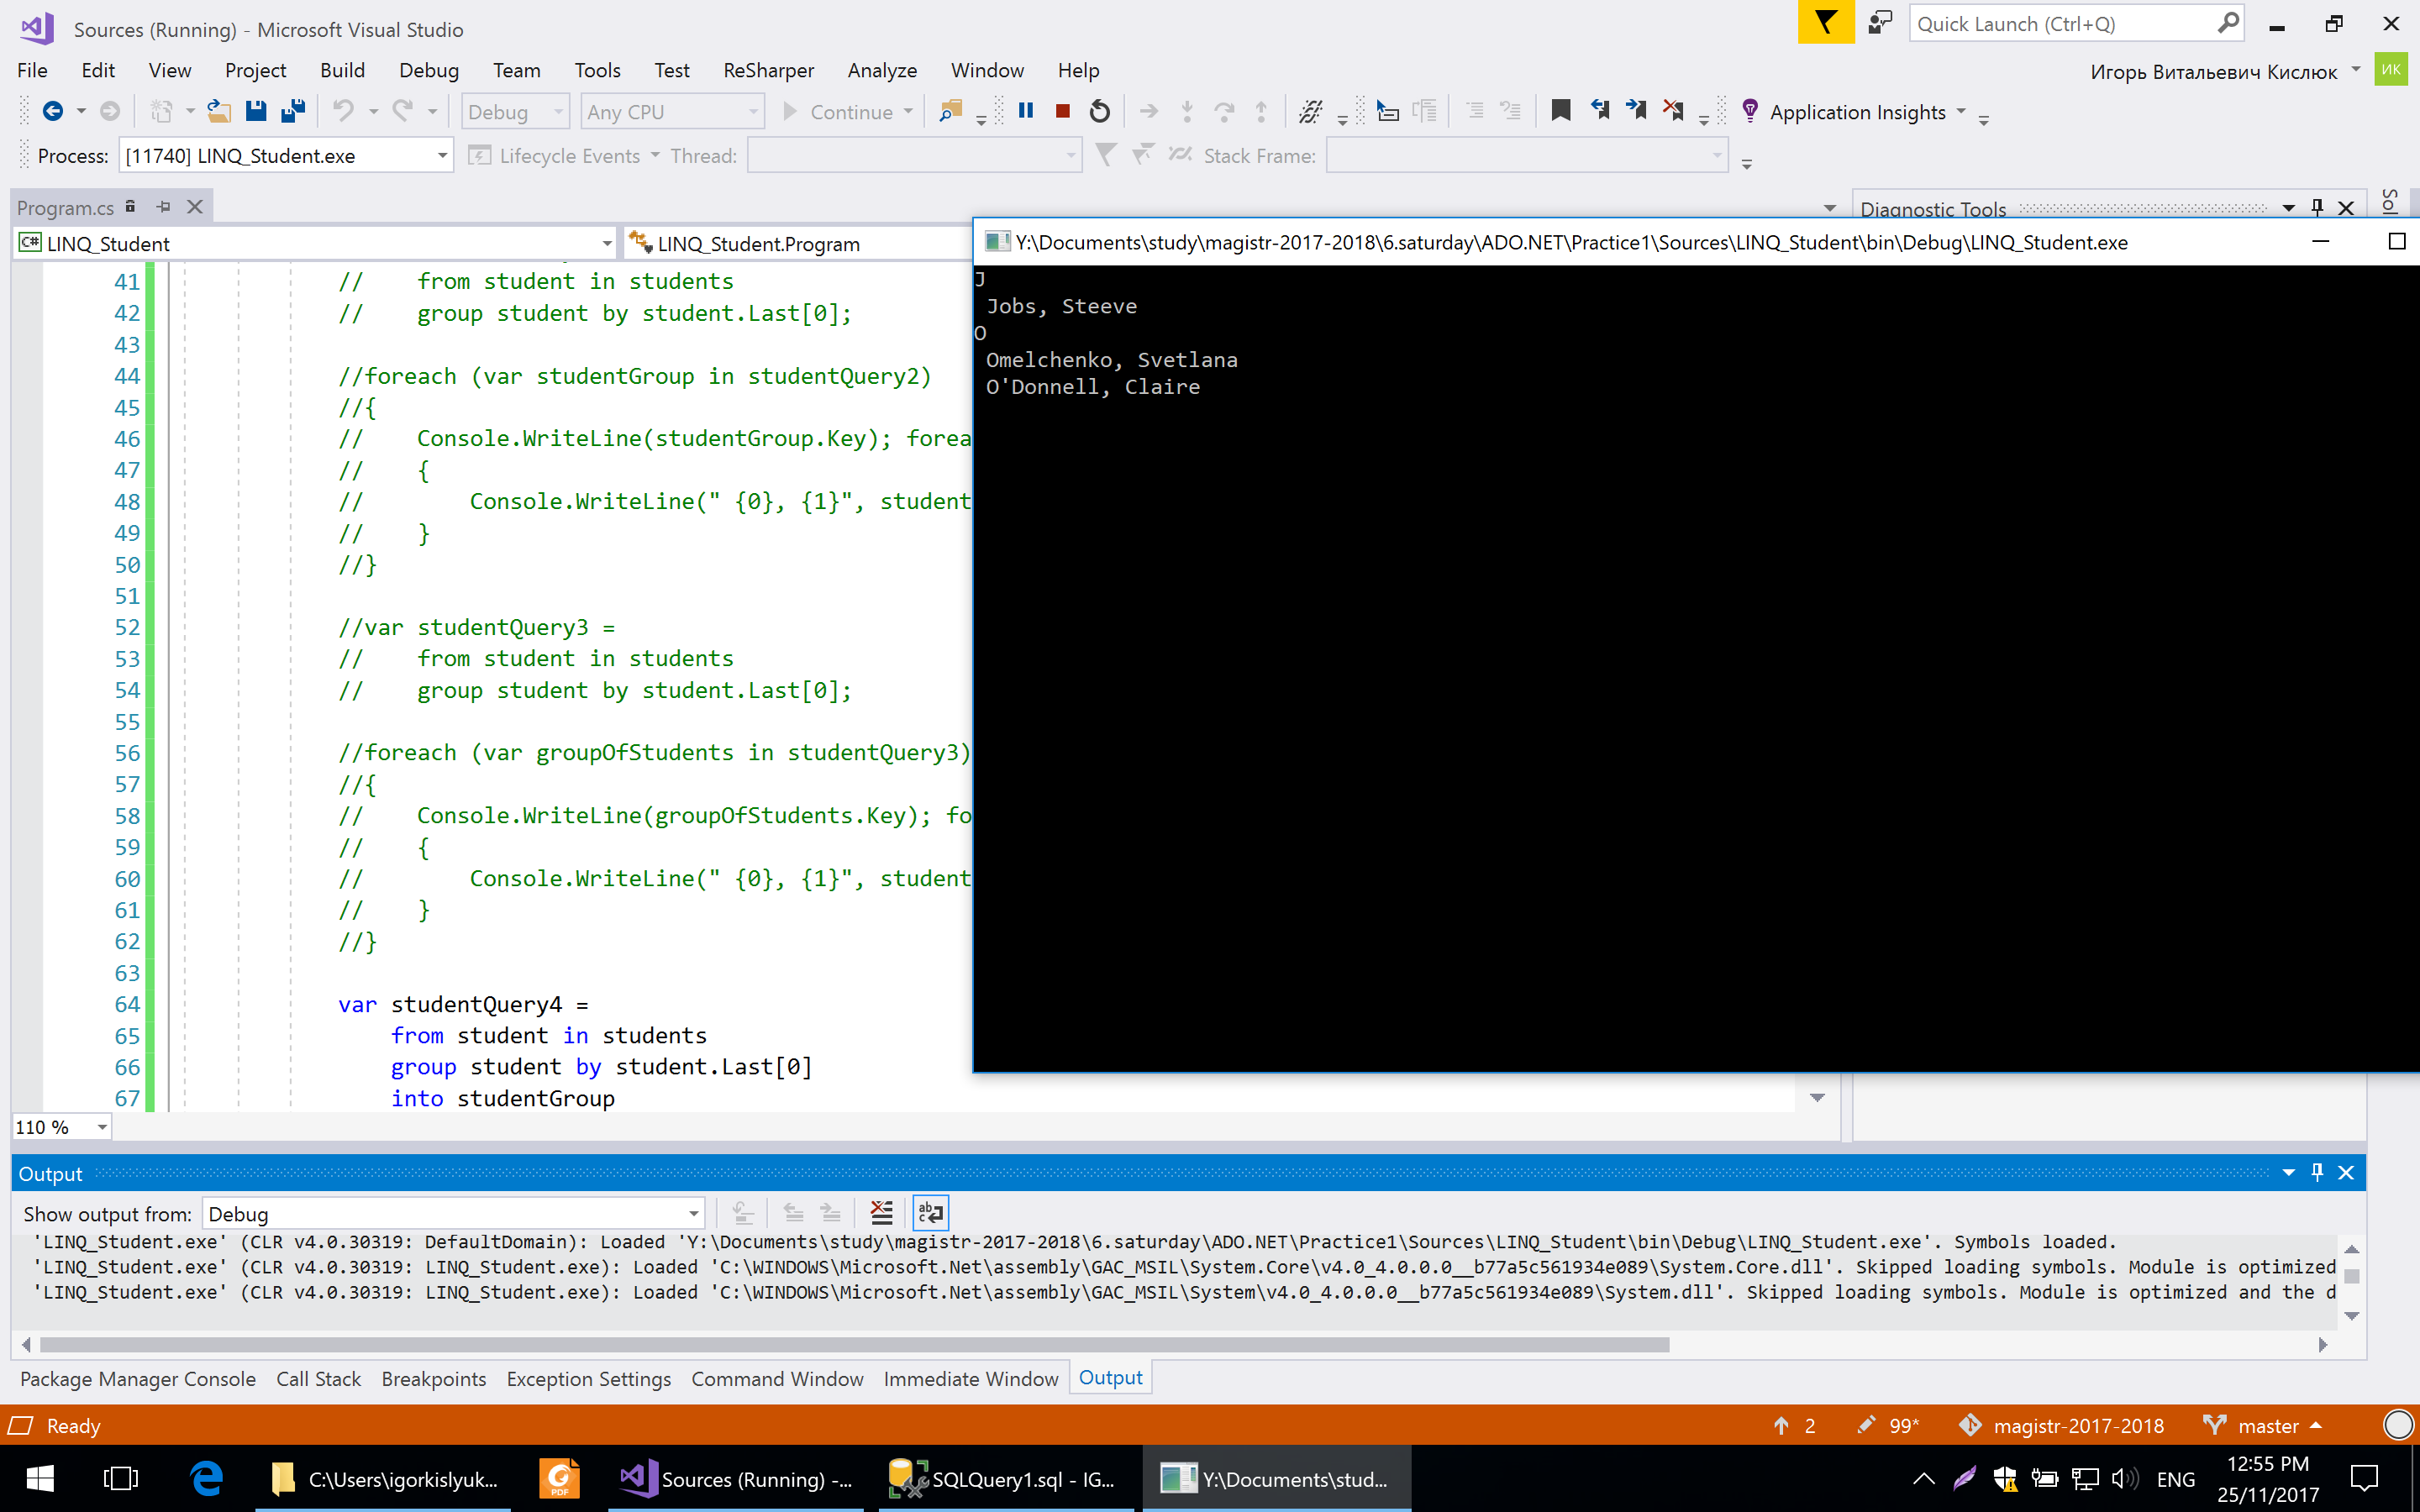 Sources (Running) - Microsoft Visual Studio
Quick Launch (Ctrl+Q)
File Edit View Project Build Debug Team Tools Test ReSharper Analyze Window Help
Игорь Витальевич Кислюк ИК
Debug Any CPU Continue Application Insights
Process: [11740] LINQ_Student.exe Lifecycle Events Thread: Stack Frame:
Program.cs
Diagnostic Tools
Sol
C# LINQ_Student LINQ_Student.Program
41 // from student in students
42 // group student by student.Last[0];
43
44 //foreach (var studentGroup in studentQuery2)
45 //{
46 // Console.WriteLine(studentGroup.Key); forea
47 // {
48 // Console.WriteLine(" {0}, {1}", student
49 // }
50 //}
51
52 //var studentQuery3 =
53 // from student in students
54 // group student by student.Last[0];
55
56 //foreach (var groupOfStudents in studentQuery3)
57 //{
58 // Console.WriteLine(groupOfStudents.Key); fo
59 // {
60 // Console.WriteLine(" {0}, {1}", student
61 // }
62 //}
63
64 var studentQuery4 =
65 from student in students
66 group student by student.Last[0]
67 into studentGroup
110 %
Y:\Documents\study\magistr-2017-2018\6.saturday\ADO.NET\Practice1\Sources\LINQ_Student\bin\Debug\LINQ_Student.exe
J
Jobs, Steeve
O
Omelchenko, Svetlana
O'Donnell, Claire
Output
Show output from: Debug
'LINQ_Student.exe' (CLR v4.0.30319: DefaultDomain): Loaded 'Y:\Documents\study\magistr-2017-2018\6.saturday\ADO.NET\Practice1\Sources\LINQ_Student\bin\Debug\LINQ_Student.exe'. Symbols loaded.
'LINQ_Student.exe' (CLR v4.0.30319: LINQ_Student.exe): Loaded 'C:\WINDOWS\Microsoft.Net\assembly\GAC_MSIL\System.Core\v4.0_4.0.0.0__b77a5c561934e089\System.Core.dll'. Skipped loading symbols. Module is optimized
'LINQ_Student.exe' (CLR v4.0.30319: LINQ_Student.exe): Loaded 'C:\WINDOWS\Microsoft.Net\assembly\GAC_MSIL\System\v4.0_4.0.0.0__b77a5c561934e089\System.dll'. Skipped loading symbols. Module is optimized and the d
Package Manager Console Call Stack Breakpoints Exception Settings Command Window Immediate Window Output
Ready 2 99* magistr-2017-2018 master
C:\Users\igorkislyuk... PDF Sources (Running) -... SQLQuery1.sql - IG... Y:\Documents\stud... ENG 12:55 PM
25/11/2017